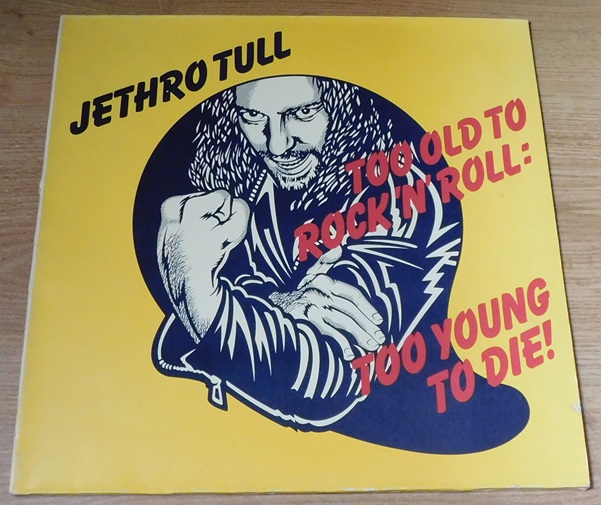 JETHRO TULL
TOO OLD TO
ROCK 'N' ROLL:
TOO YOUNG
TO DIE!